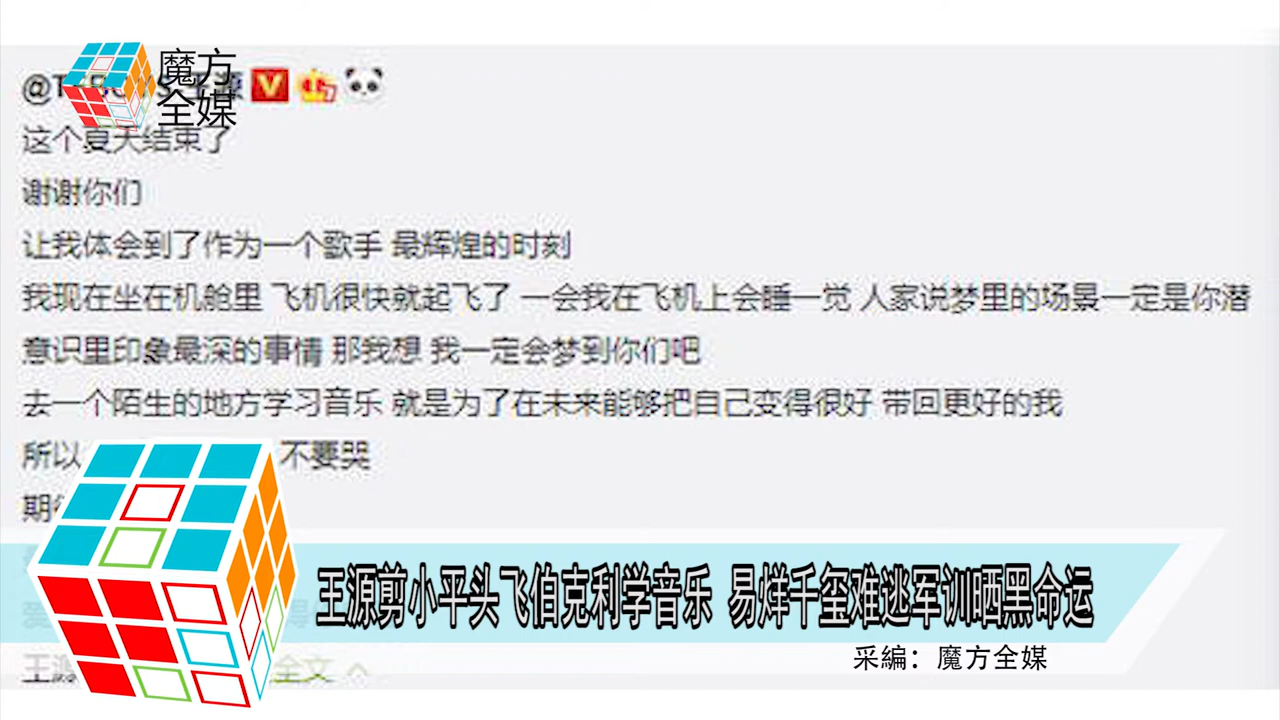 魔方
全媒
这个夏天结束了
谢谢你们
让我体会到了作为一个歌手 最辉煌的时刻
我现在坐在机舱里 飞机很快就起飞了 一会我在飞机上会睡一觉 人家说梦里的场景一定是你潜
意识里印象最深的事情 那我想 我一定会梦到你们吧
去一个陌生的地方学习音乐 就是为了在未来能够把自己变得很好 带回更好的我
所以 不要哭
期
王源剪小平头飞伯克利学音乐 易烊千玺难逃军训晒黑命运
采編：魔方全媒
王 全文